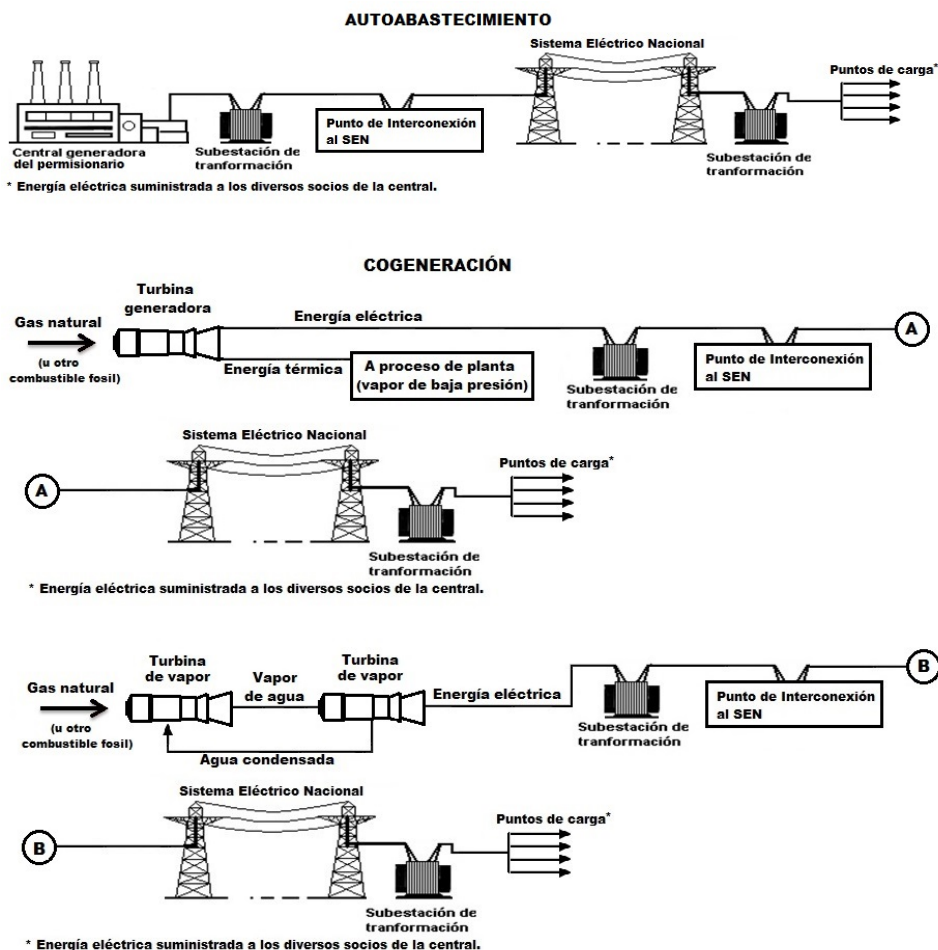 AUTOABASTECIMIENTO
Sistema Eléctrico Nacional
Puntos de carga*
Punto de Interconexión
al SEN
Central generadora
del permisionario
Subestación de
tranformación
Subestación de
tranformación
* Energía eléctrica suministrada a los diversos socios de la central.
COGENERACIÓN
Turbina
generadora
Gas natural
(u otro
combustible fosil)
Energía eléctrica
Energía térmica
A proceso de planta
(vapor de baja presión)
Subestación de
tranformación
Punto de Interconexión
al SEN
A
Sistema Eléctrico Nacional
Puntos de carga*
A
Subestación de
tranformación
* Energía eléctrica suministrada a los diversos socios de la central.
Turbina
de vapor
Vapor
de agua
Turbina
de vapor
Gas natural
(u otro
combustible fosil)
Energía eléctrica
Agua condensada
Subestación de
tranformación
Punto de Interconexión
al SEN
B
Sistema Eléctrico Nacional
Puntos de carga*
B
Subestación de
tranformación
* Energía eléctrica suministrada a los diversos socios de la central.